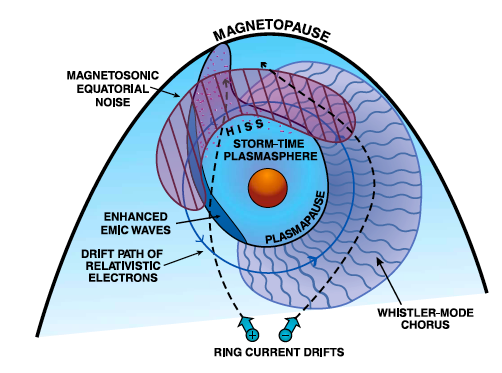 MAGNETOPAUSE
MAGNETOSONIC
EQUATORIAL
NOISE
HISS
STORM-TIME
PLASMASPHERE
PLASMAPAUSE
ENHANCED
EMIC WAVES
DRIFT PATH OF
RELATIVISTIC
ELECTRONS
WHISTLER-MODE
CHORUS
+
−
RING CURRENT DRIFTS